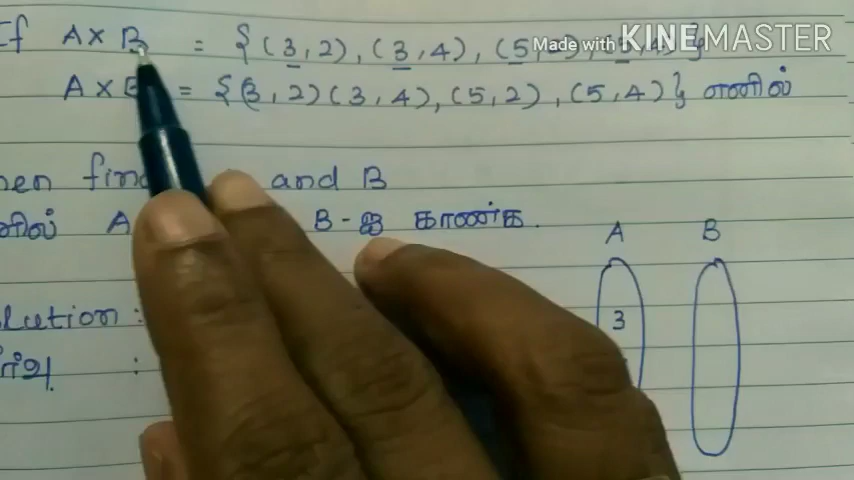 If A × B = {(3, 2), (3, 4), (5,
Made with KINEMASTER
A × B = {(3, 2)(3, 4), (5, 2), (5, 4)} எனில்
and B
A B - ஐ காண்க.
A B
:
3
: